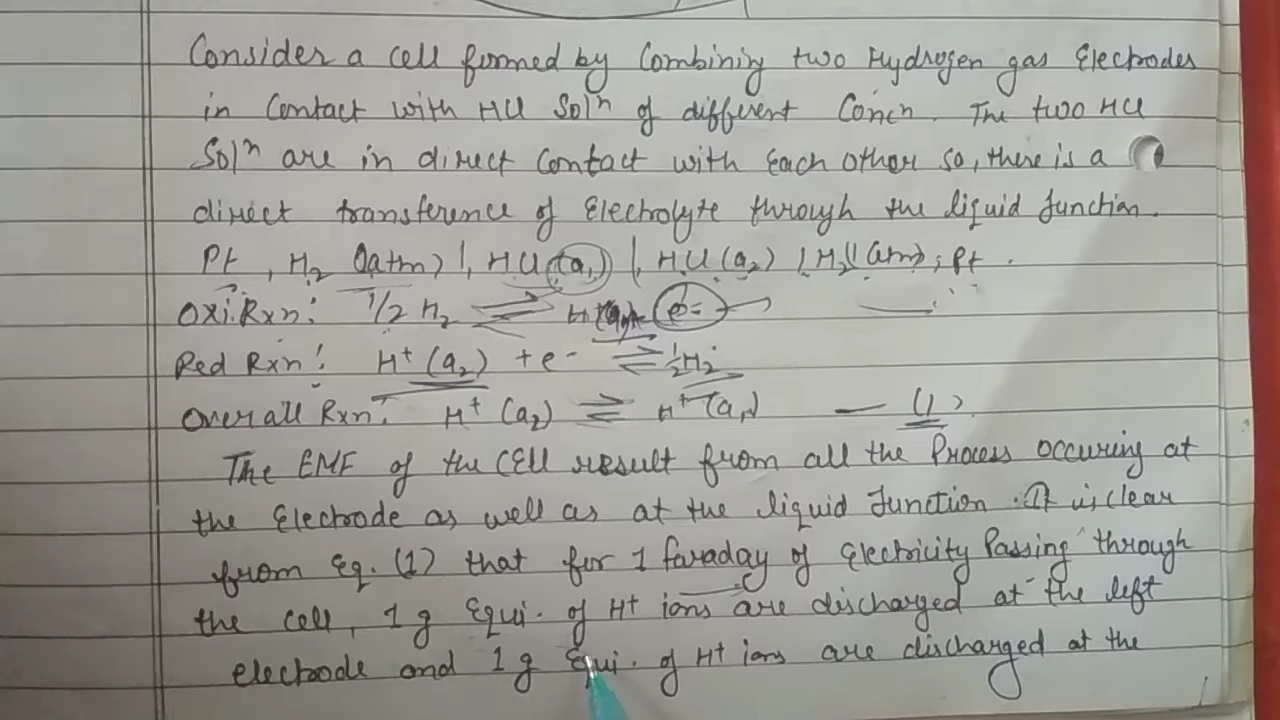 Consider a cell formed by Combining two Hydrogen gas Electrodes
in Contact with HCl Solⁿ of different Concn. The two HCl
Solⁿ are in direct Contact with Each other so, there is a
direct transference of Electrolyte through the liquid Junction.
Pt, H₂ (1atm) |, HCl (a₁) | HCl (a₂) | H₂ (1atm), Pt.
Oxi. Rxn: 1/2 H₂ ⇌ H⁺ e⁻
Red Rxn: H⁺ (a₂) + e⁻ ⇌ ½H₂
Overall Rxn: H⁺ (a₂) ⇌ H⁺ (a₁) — (1)
The EMF of the CEll result from all the Process occuring at
the Electrode as well as at the liquid Junction. It is clear
from Eq. (1) that for 1 faraday of Electricity Passing through
the cell, 1 g Equi. of H⁺ ions are discharged at the left
electrode and 1 g Equi. of H⁺ ions are discharged at the